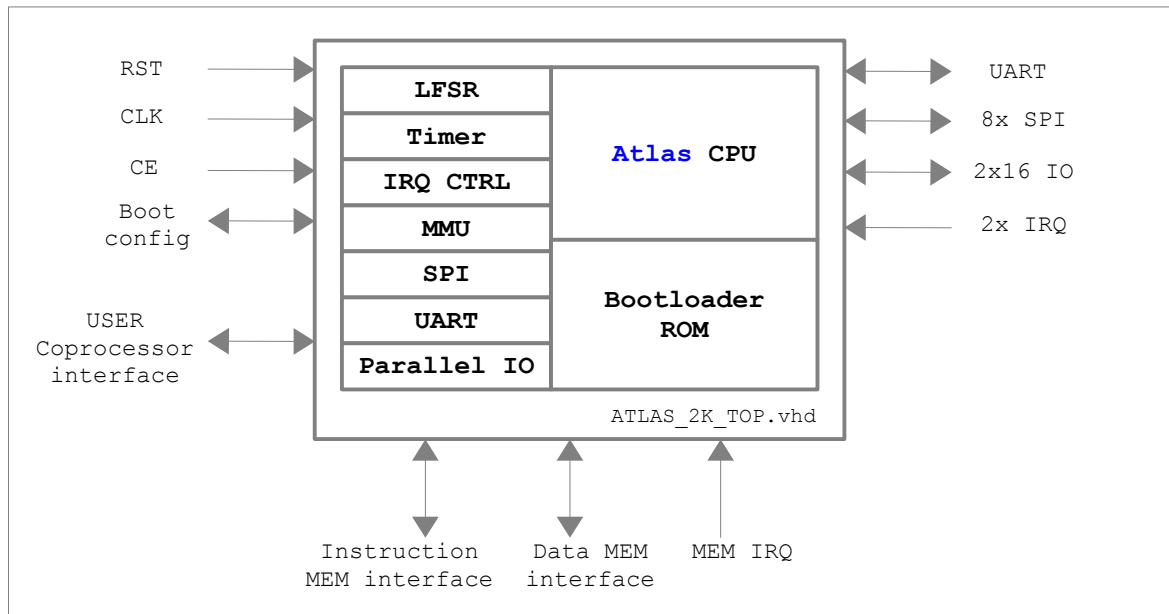 RST
CLK
CE
Boot
config
USER
Coprocessor
interface
LFSR
Timer
IRQ CTRL
MMU
SPI
UART
Parallel IO
Atlas CPU
Bootloader
ROM
ATLAS_2K_TOP.vhd
UART
8x SPI
2x16 IO
2x IRQ
Instruction
MEM interface
Data MEM
interface
MEM IRQ